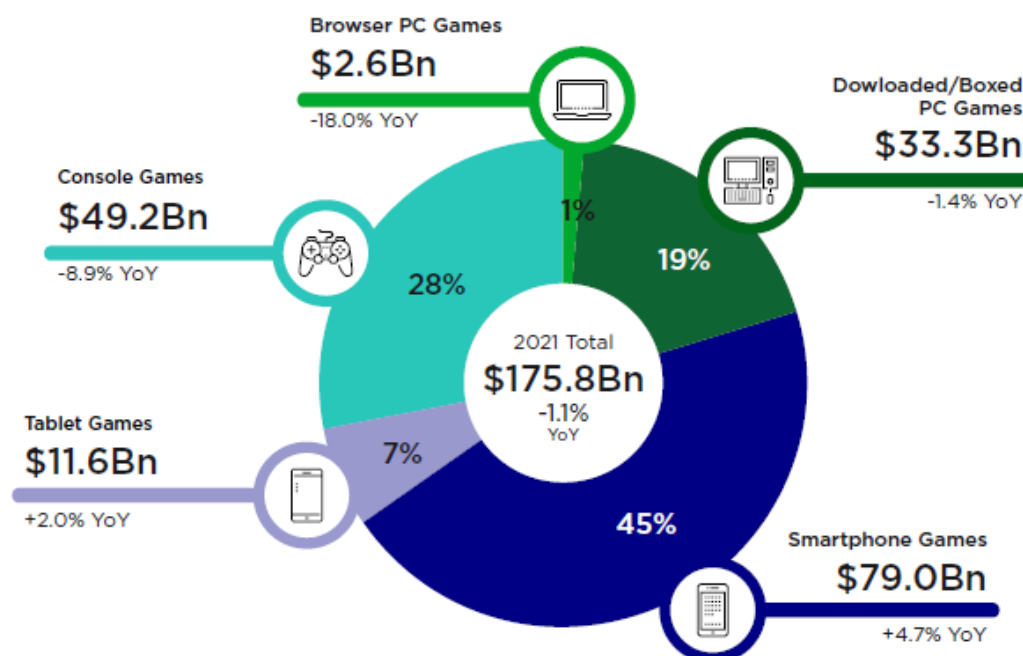 Browser PC Games
$2.6Bn
-18.0% YoY
Dowloaded/Boxed
PC Games
$33.3Bn
-1.4% YoY
Console Games
$49.2Bn
-8.9% YoY
1%
19%
28%
2021 Total
$175.8Bn
-1.1%
YoY
Tablet Games
$11.6Bn
+2.0% YoY
7%
45%
Smartphone Games
$79.0Bn
+4.7% YoY